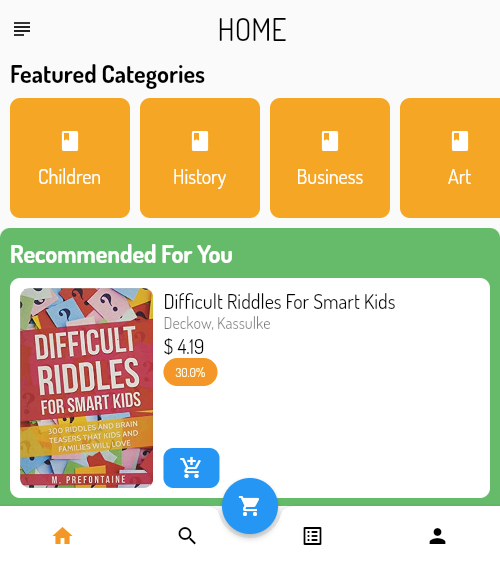 HOME
Featured Categories
Children
History
Business
Art
Recommended For You
DIFFICULT
RIDDLES
FOR SMART KIDS
300 RIDDLES AND BRAIN
TEASERS THAT KIDS AND
FAMILIES WILL LOVE
M. PREFONTAINE
Difficult Riddles For Smart Kids
Deckow, Kassulke
$ 4.19
30.0%